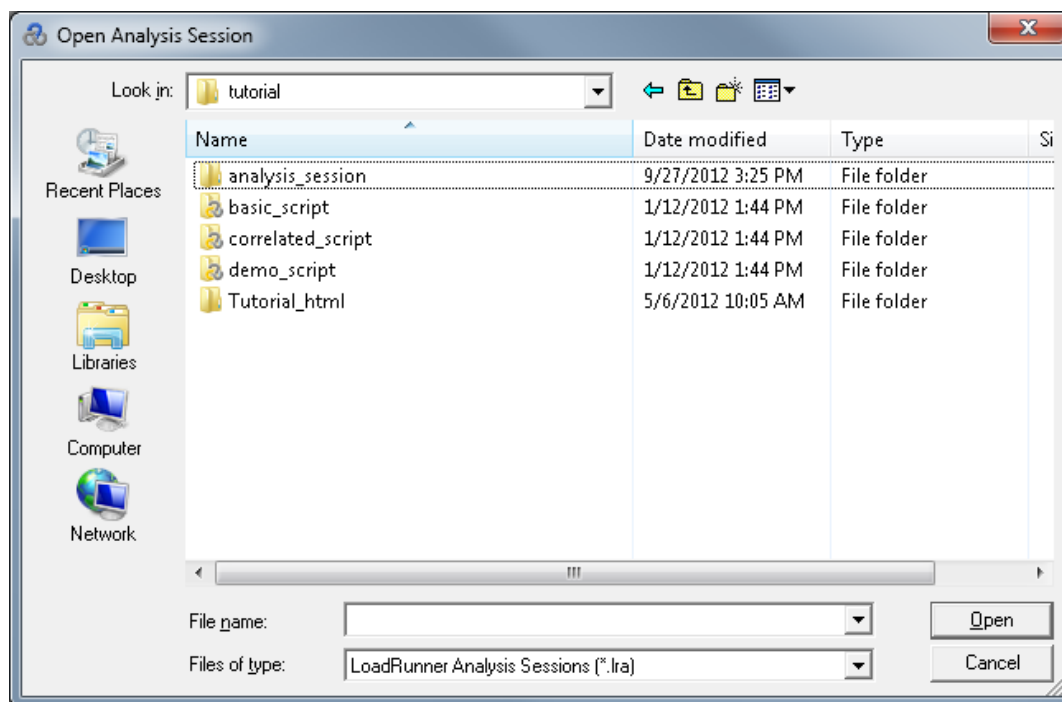 Open Analysis Session
Look in: tutorial
Name Date modified Type Si
analysis_session 9/27/2012 3:25 PM File folder
basic_script 1/12/2012 1:44 PM File folder
correlated_script 1/12/2012 1:44 PM File folder
demo_script 1/12/2012 1:44 PM File folder
Tutorial_html 5/6/2012 10:05 AM File folder
Recent Places
Desktop
Libraries
Computer
Network
File name: Open
Files of type: LoadRunner Analysis Sessions (*.lra) Cancel